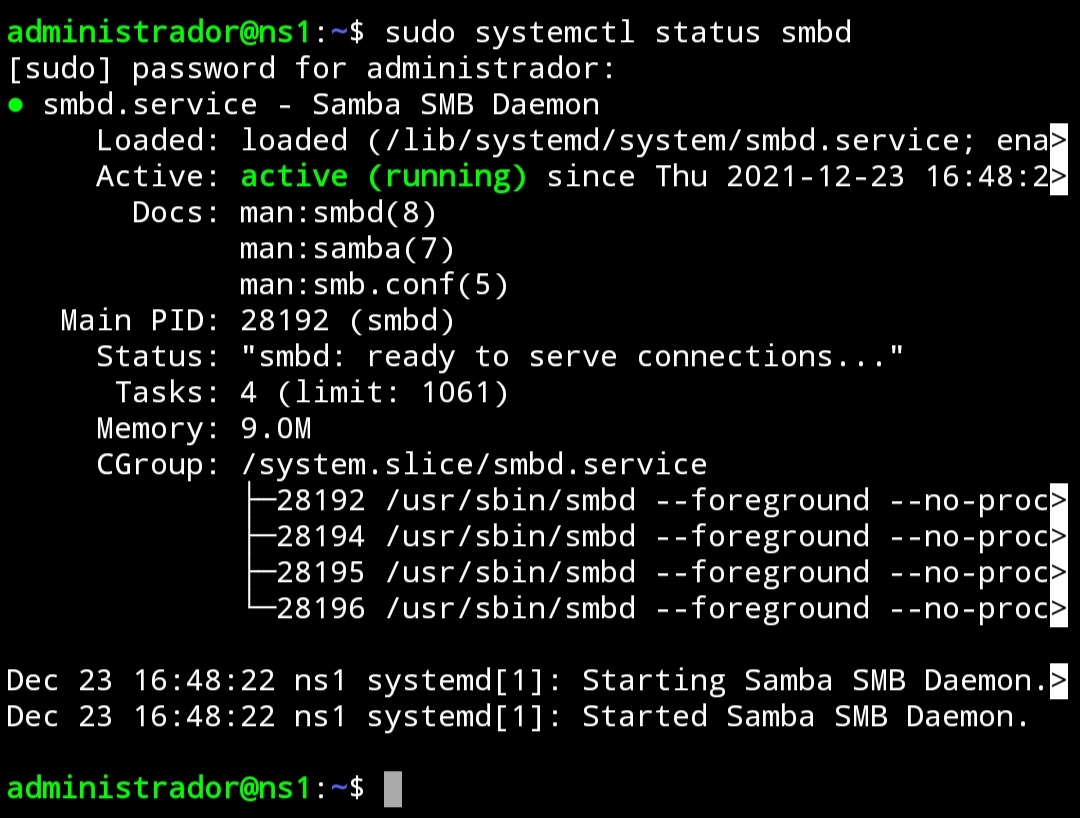 administrador@ns1:~$ sudo systemctl status smbd
[sudo] password for administrador:
● smbd.service - Samba SMB Daemon
     Loaded: loaded (/lib/systemd/system/smbd.service; ena>
     Active: active (running) since Thu 2021-12-23 16:48:2>
       Docs: man:smbd(8)
             man:samba(7)
             man:smb.conf(5)
   Main PID: 28192 (smbd)
     Status: "smbd: ready to serve connections..."
      Tasks: 4 (limit: 1061)
     Memory: 9.0M
     CGroup: /system.slice/smbd.service
             ├─28192 /usr/sbin/smbd --foreground --no-proc>
             ├─28194 /usr/sbin/smbd --foreground --no-proc>
             ├─28195 /usr/sbin/smbd --foreground --no-proc>
             └─28196 /usr/sbin/smbd --foreground --no-proc>
Dec 23 16:48:22 ns1 systemd[1]: Starting Samba SMB Daemon.>
Dec 23 16:48:22 ns1 systemd[1]: Started Samba SMB Daemon.
administrador@ns1:~$